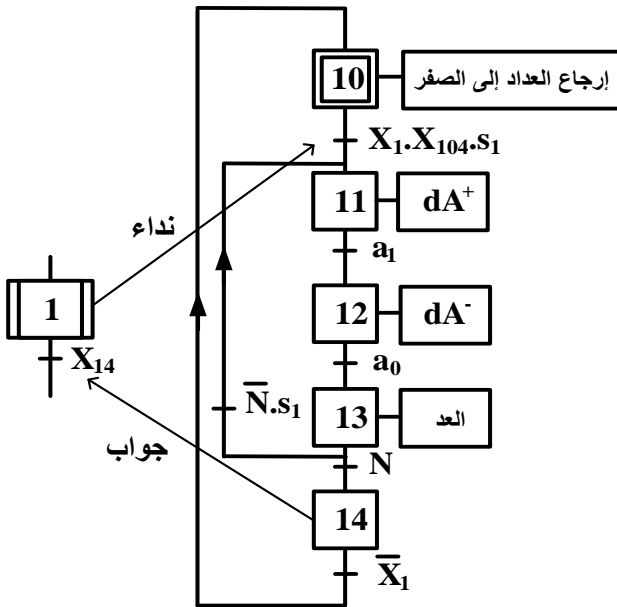 10
إرجاع العداد إلى الصفر
X₁.X₁₀₄.s₁
11
dA⁺
نداء
a₁
1
12
dA⁻
X₁₄
a₀
N̅.s₁
13
العد
جواب
N
14
X̅₁